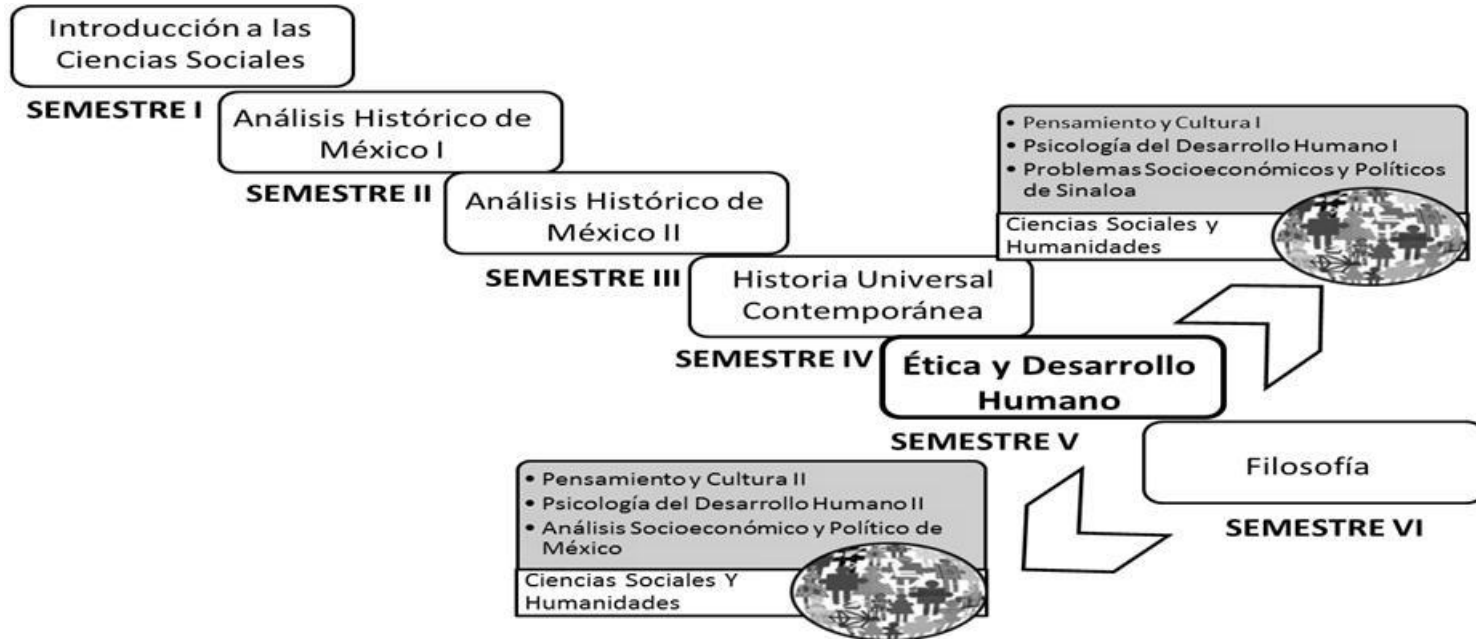 Introducción a las
Ciencias Sociales
SEMESTRE I
Análisis Histórico de
México I
SEMESTRE II
Análisis Histórico de
México II
SEMESTRE III
Historia Universal
Contemporánea
SEMESTRE IV
Ética y Desarrollo
Humano
SEMESTRE V
• Pensamiento y Cultura I
• Psicología del Desarrollo Humano I
• Problemas Socioeconómicos y Políticos
de Sinaloa
Ciencias Sociales y
Humanidades
Filosofía
SEMESTRE VI
• Pensamiento y Cultura II
• Psicología del Desarrollo Humano II
• Análisis Socioeconómico y Político de
México
Ciencias Sociales Y
Humanidades